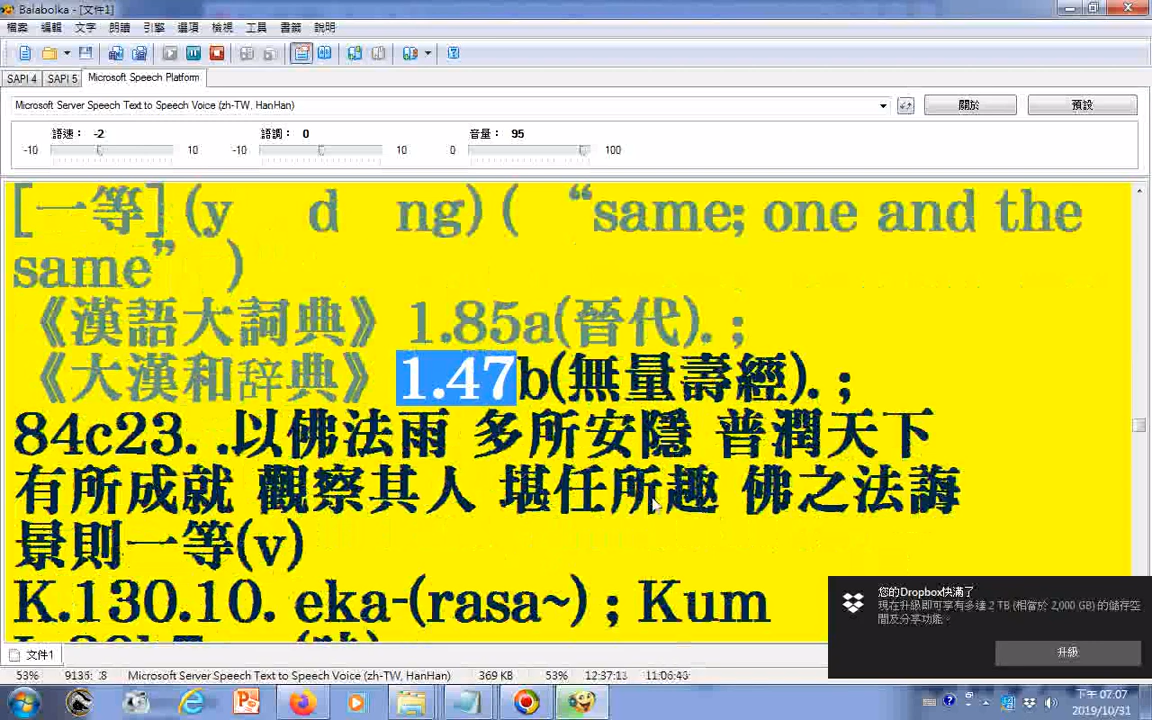 Balabolka - [文件1]
檔案 編輯 文字 朗讀 引擎 選項 檢視 工具 書籤 說明
SAPI 4 SAPI 5 Microsoft Speech Platform
Microsoft Server Speech Text to Speech Voice (zh-TW, HanHan) 關於 預設
語速: -2 語調: 0 音量: 95
-10 10 -10 10 0 100
[一等] (y d ng) ( “same; one and the
same” )
《漢語大詞典》 1.85a(晉代). ;
《大漢和辞典》 1.47b(無量壽經). ;
84c23. .以佛法雨 多所安隱 普潤天下
有所成就 觀察其人 堪任所趣 佛之法誨
景則一等(v)
K.130.10. eka-(rasa~) ; Kum
您的Dropbox快滿了
現在升級即可享有多達 2 TB (相當於 2,000 GB) 的儲存空
間及分享功能。
升級
文件1
53% Microsoft Server Speech Text to Speech Voice (zh-TW, HanHan) 369 KB 53% 12:37:13 11:06:43
下午 07:07
2019/10/31